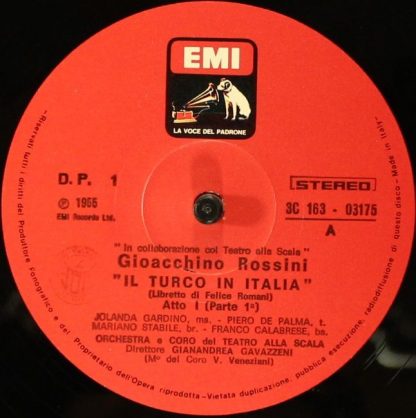 EMI
LA VOCE DEL PADRONE
D. P. 1
℗ 1955
EMI Records Ltd.
STEREO
3C 163 - 03175
A
"In collaborazione col Teatro alla Scala"
Gioacchino Rossini
"IL TURCO IN ITALIA"
(Libretto di Felice Romani)
Atto I (Parte 1ª)
JOLANDA GARDINO, ms. - PIERO DE PALMA, t.
MARIANO STABILE, br. - FRANCO CALABRESE, bs.
ORCHESTRA e CORO del TEATRO ALLA SCALA
Direttore GIANANDREA GAVAZZENI
(Mº del Coro V. Veneziani)
-Riservati tutti i diritti del Produttore Fonografico e del Proprietario dell'Opera riprodotta-Vietata duplicazione, pubblica esecuzione, radiodiffusione di questo disco-Made in Italy-